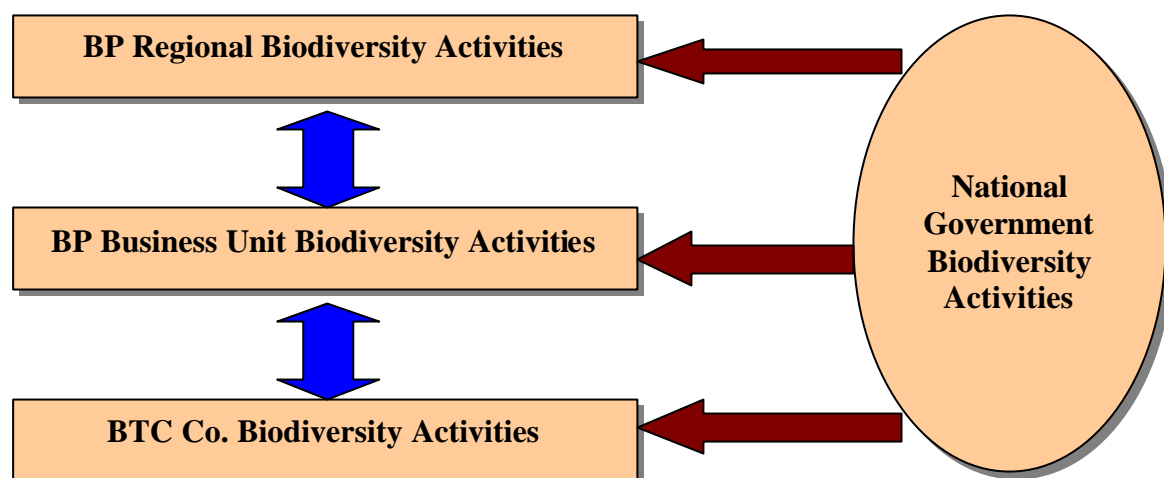 BP Regional Biodiversity Activities
BP Business Unit Biodiversity Activities
BTC Co. Biodiversity Activities
National
Government
Biodiversity
Activities